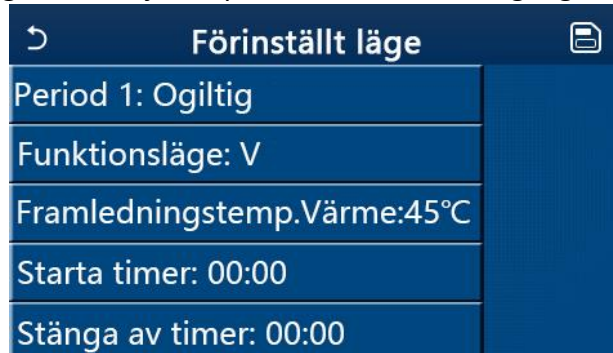 Förinställt läge
Period 1: Ogiltig
Funktionsläge: V
Framledningstemp.Värme:45℃
Starta timer: 00:00
Stänga av timer: 00:00